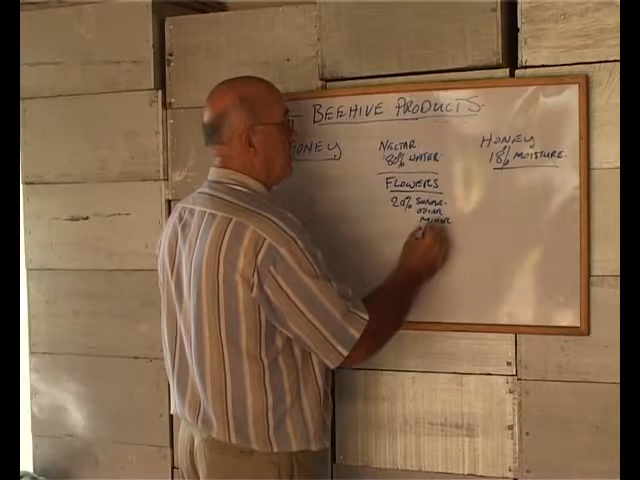 BEEHIVE PRODUCTS.
HONEY
NECTAR
80% WATER.
FLOWERS
20% SUGAR.
OTHER
MINOR
HONEY
18% MOISTURE.